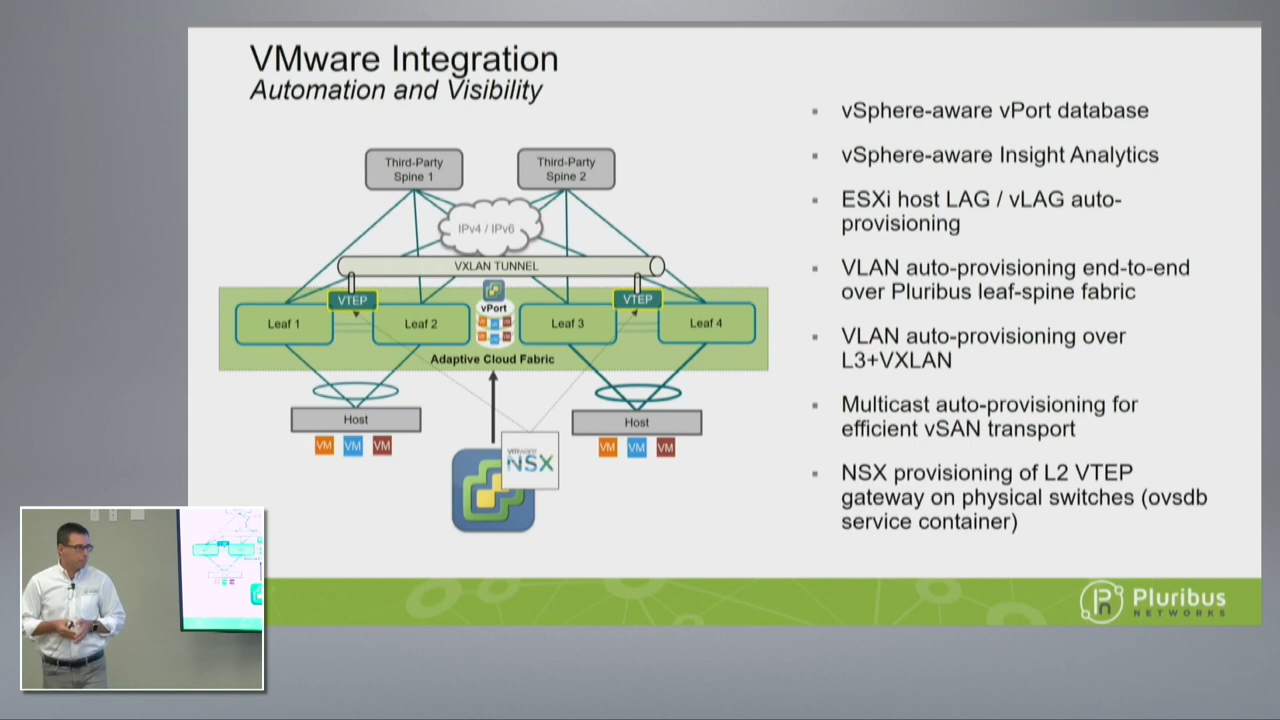 VMware Integration
Automation and Visibility
Third-Party
Spine 1
Third-Party
Spine 2
IPv4 / IPv6
VXLAN TUNNEL
VTEP
VTEP
vPort
Leaf 1
Leaf 2
Leaf 3
Leaf 4
Adaptive Cloud Fabric
Host
Host
VM VM VM
VM VM VM
vmware
NSX
vSphere-aware vPort database
vSphere-aware Insight Analytics
ESXi host LAG / vLAG auto-
provisioning
VLAN auto-provisioning end-to-end
over Pluribus leaf-spine fabric
VLAN auto-provisioning over
L3+VXLAN
Multicast auto-provisioning for
efficient vSAN transport
NSX provisioning of L2 VTEP
gateway on physical switches (ovsdb
service container)
Pluribus
NETWORKS